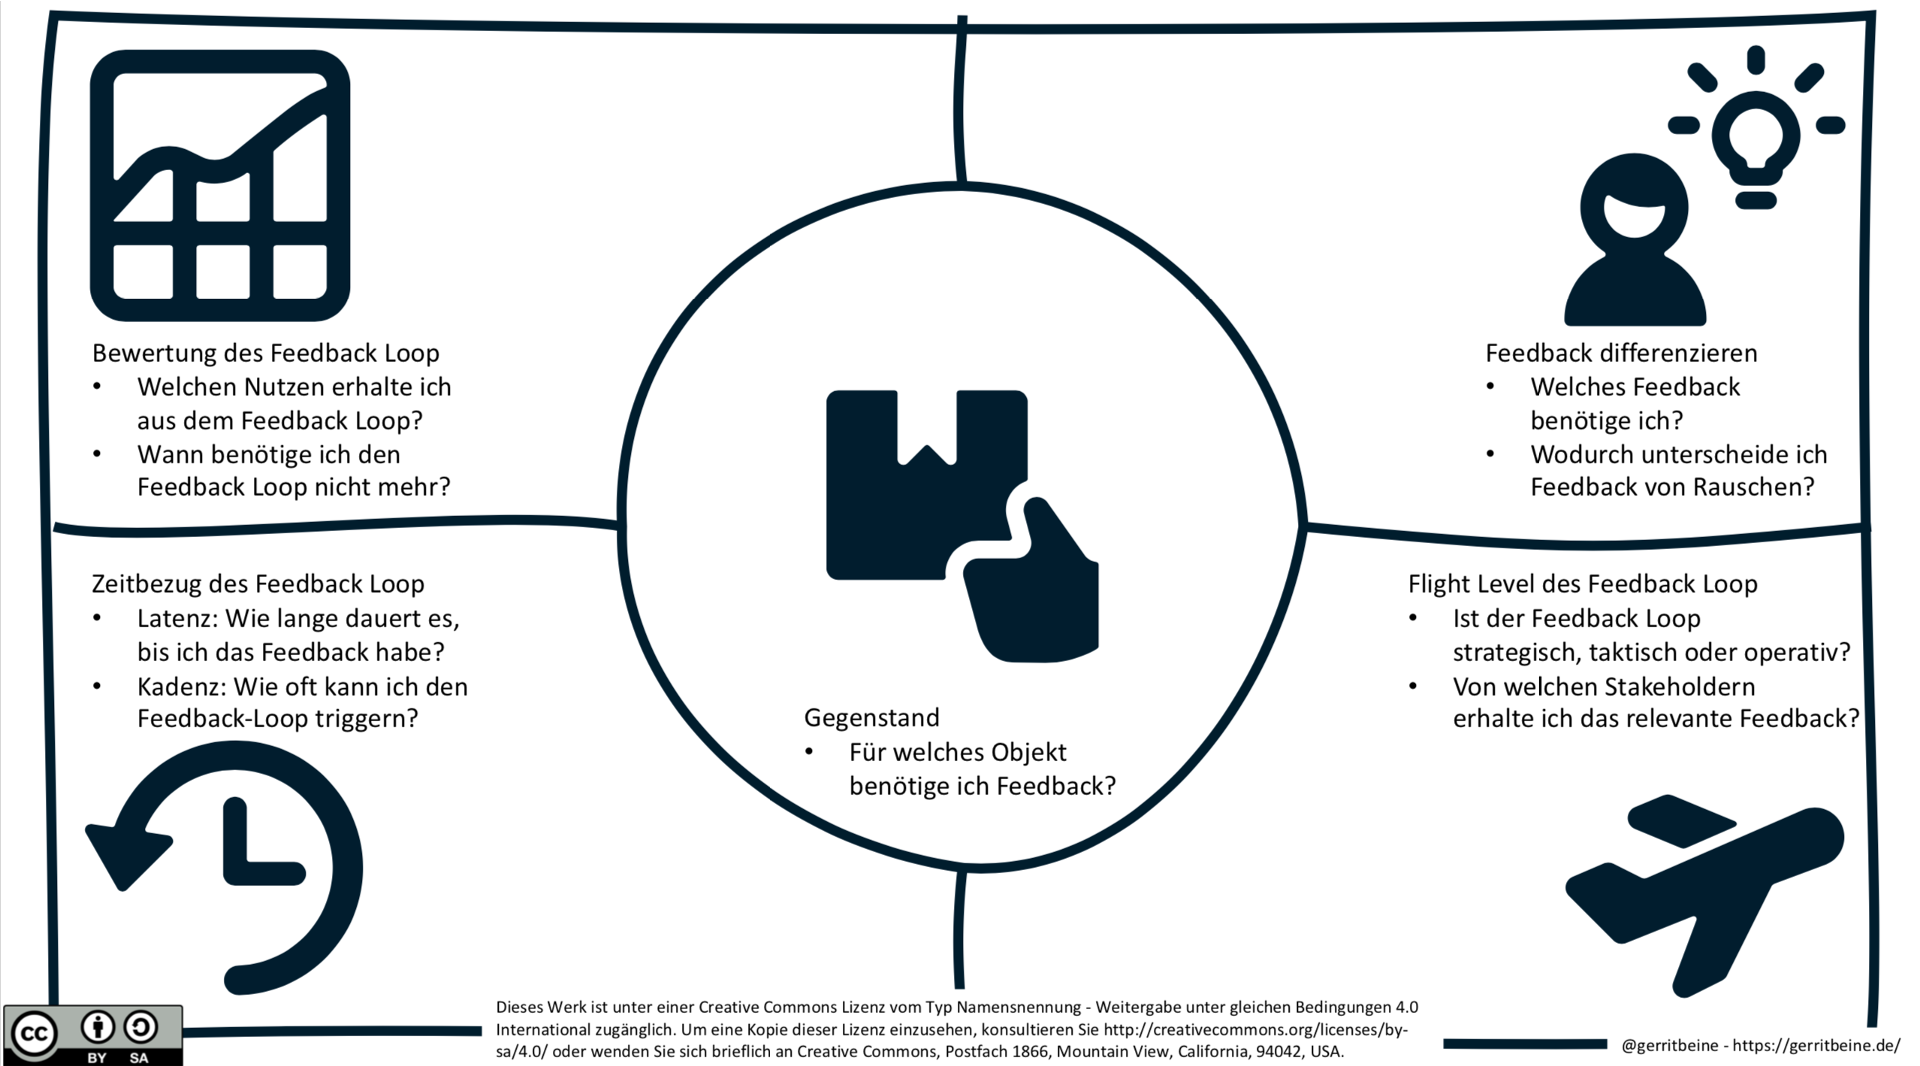 Bewertung des Feedback Loop
• Welchen Nutzen erhalte ich
aus dem Feedback Loop?
• Wann benötige ich den
Feedback Loop nicht mehr?
Feedback differenzieren
• Welches Feedback
benötige ich?
• Wodurch unterscheide ich
Feedback von Rauschen?
Zeitbezug des Feedback Loop
• Latenz: Wie lange dauert es,
bis ich das Feedback habe?
• Kadenz: Wie oft kann ich den
Feedback-Loop triggern?
Gegenstand
• Für welches Objekt
benötige ich Feedback?
Flight Level des Feedback Loop
• Ist der Feedback Loop
strategisch, taktisch oder operativ?
• Von welchen Stakeholdern
erhalte ich das relevante Feedback?
cc
BY SA
Dieses Werk ist unter einer Creative Commons Lizenz vom Typ Namensnennung - Weitergabe unter gleichen Bedingungen 4.0
International zugänglich. Um eine Kopie dieser Lizenz einzusehen, konsultieren Sie http://creativecommons.org/licenses/by-
sa/4.0/ oder wenden Sie sich brieflich an Creative Commons, Postfach 1866, Mountain View, California, 94042, USA.
@gerritbeine - https://gerritbeine.de/